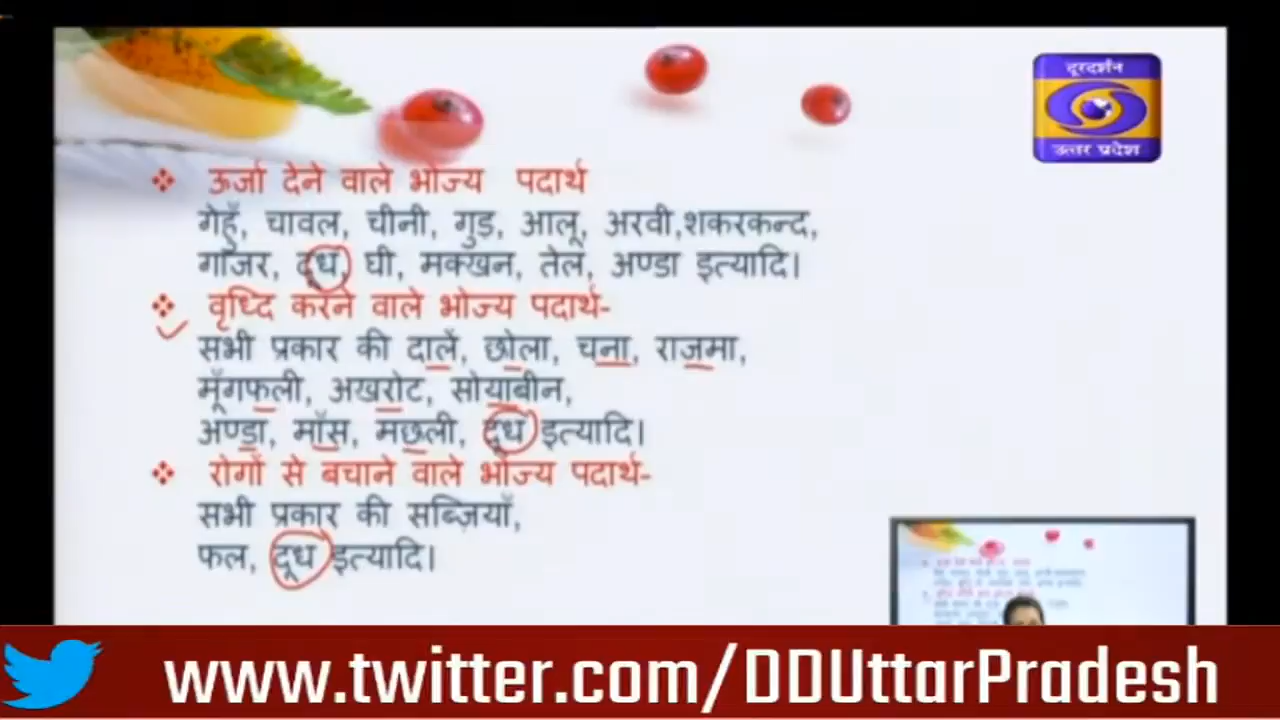 दूरदर्शन
उत्तर प्रदेश
❖ ऊर्जा देने वाले भोज्य पदार्थ
गेहूँ, चावल, चीनी, गुड़, आलू, अरवी,शकरकन्द,
गाजर, दूध, घी, मक्खन, तेल, अण्डा इत्यादि।
❖ वृध्दि करने वाले भोज्य पदार्थ-
सभी प्रकार की दालें, छोला, चना, राजमा,
मूँगफली, अखरोट, सोयाबीन,
अण्डा, माँस, मछली, दूध इत्यादि।
❖ रोगों से बचाने वाले भोज्य पदार्थ-
सभी प्रकार की सब्ज़ियाँ,
फल, दूध इत्यादि।
www.twitter.com/DDUttarPradesh